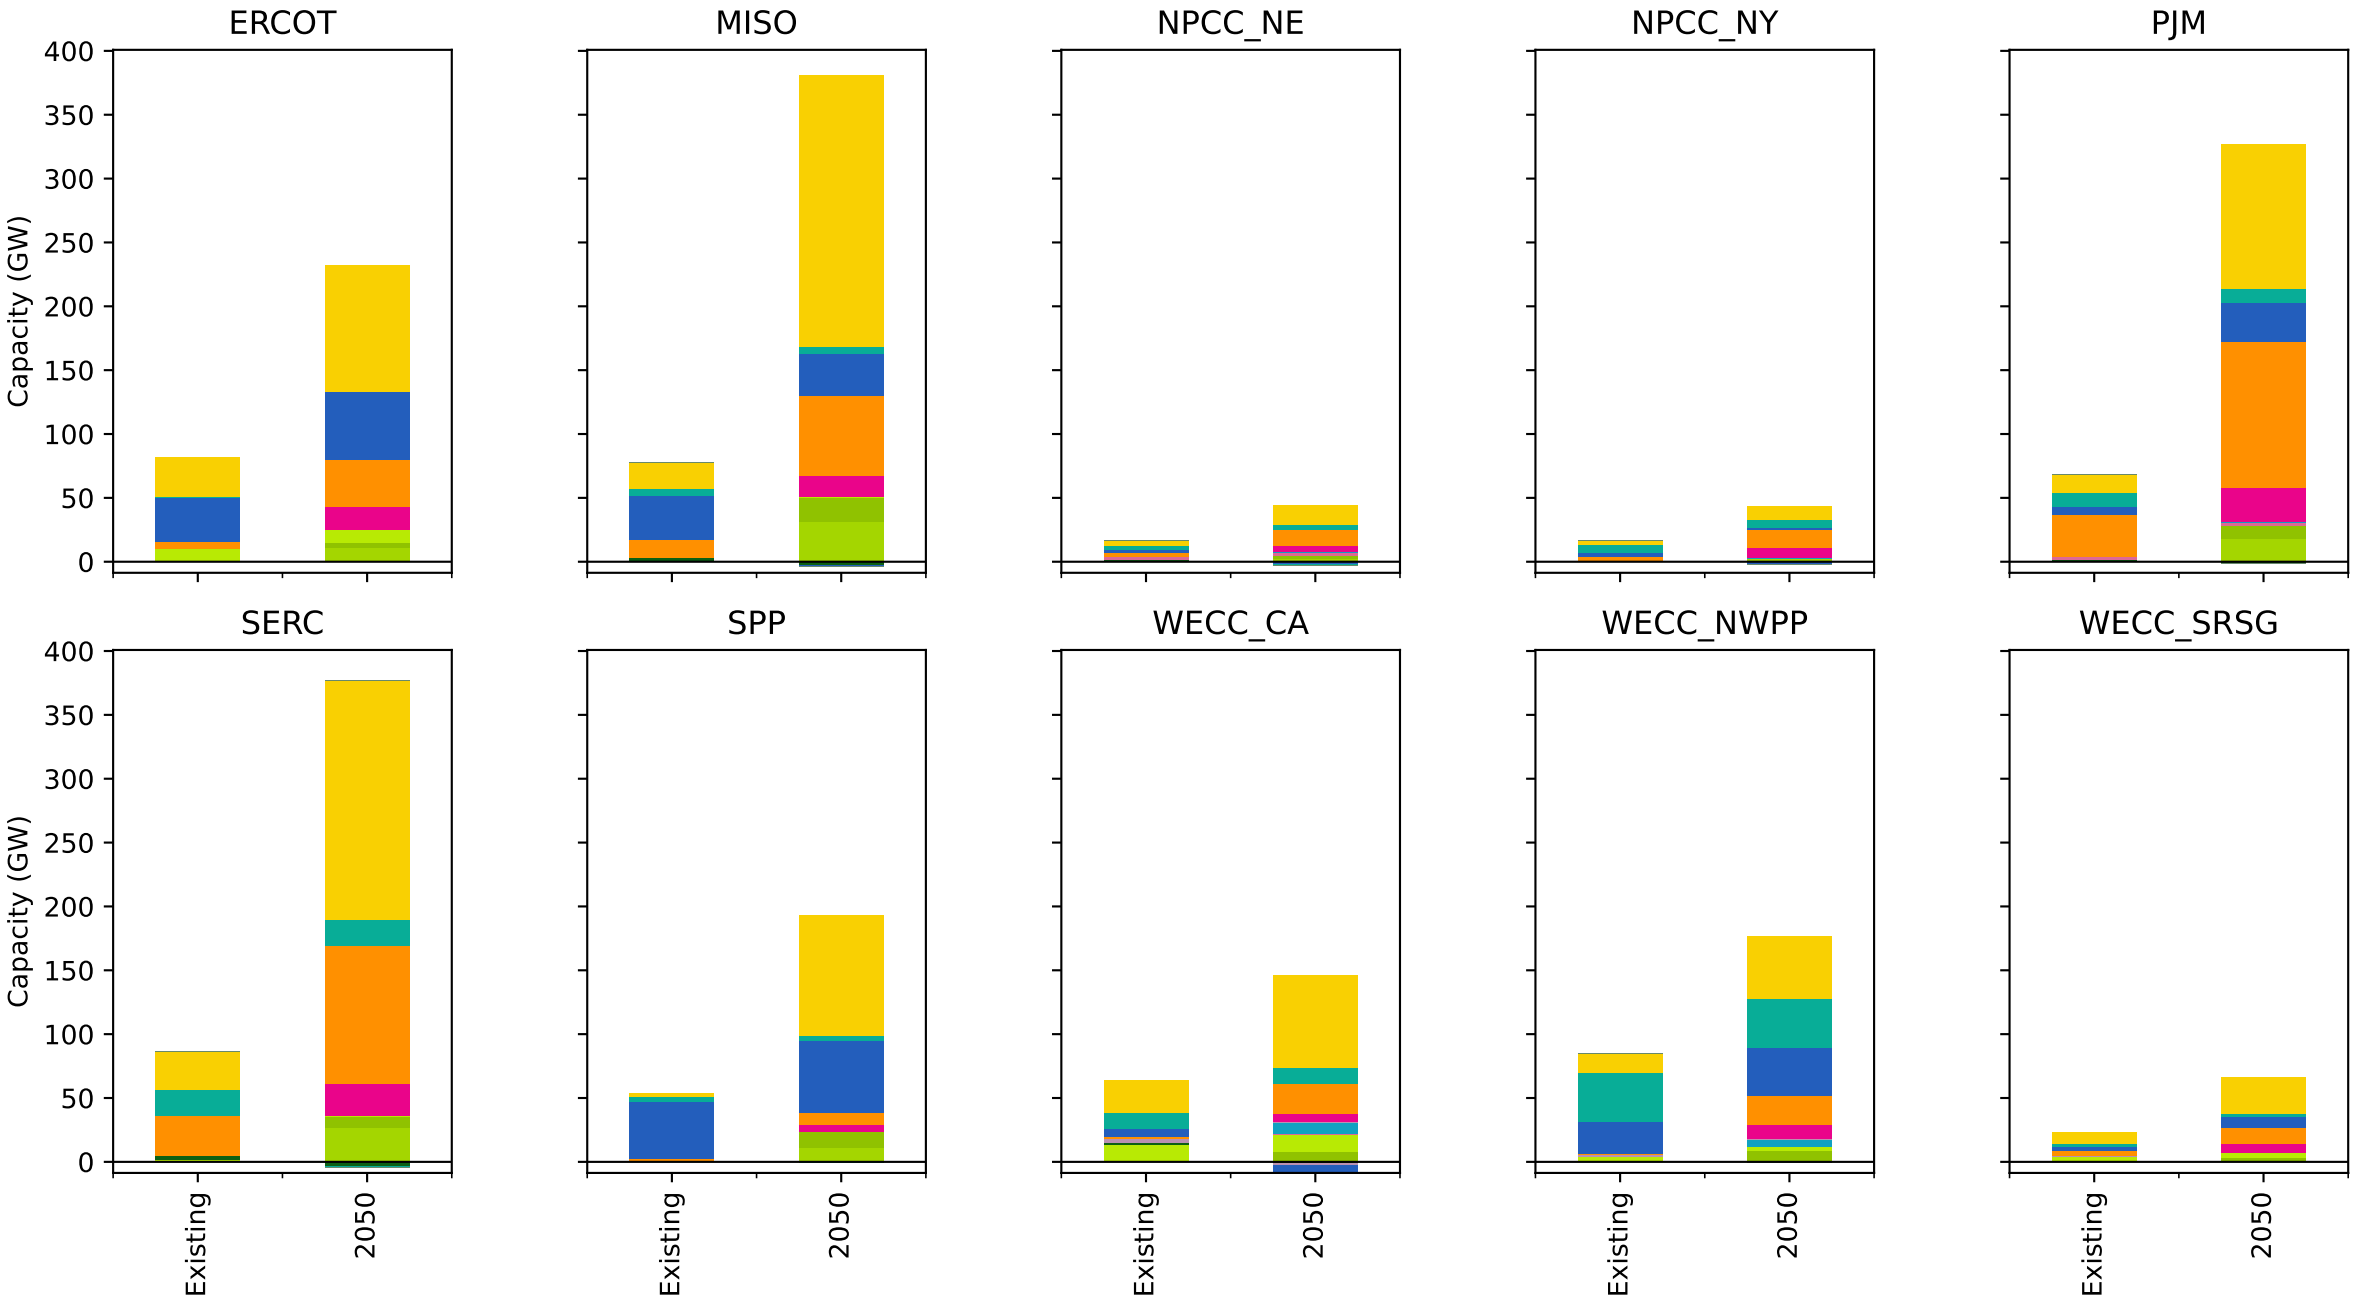 ERCOT
MISO
NPCC_NE
NPCC_NY
PJM
400
350
300
250
200
150
100
50
0
Capacity (GW)
SERC
SPP
WECC_CA
WECC_NWPP
WECC_SRSG
400
350
300
250
200
150
100
50
0
Capacity (GW)
Existing
2050
Existing
2050
Existing
2050
Existing
2050
Existing
2050